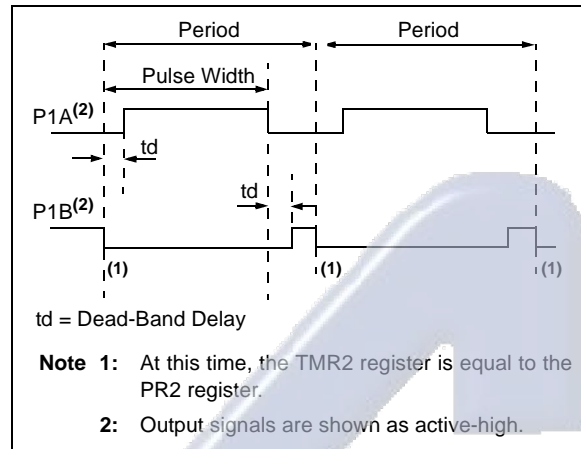 Period Period
Pulse Width
P1A(2)
td
td
P1B(2)
(1) (1) (1)
td = Dead-Band Delay
Note 1: At this time, the TMR2 register is equal to the
PR2 register.
2: Output signals are shown as active-high.